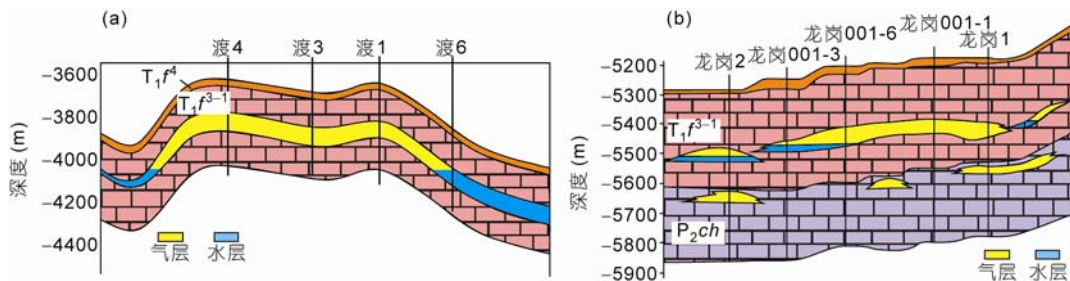 (a)
渡4
渡3
渡1
渡6
−3600
−3800
−4000
−4200
−4400
深度 (m)
T₁f⁴
T₁f³⁻¹
气层
水层
(b)
龙岗001-1
龙岗001-6
龙岗1
龙岗001-3
龙岗2
−5200
−5300
−5400
−5500
−5600
−5700
−5800
−5900
深度 (m)
T₁f³⁻¹
P₂ch
气层
水层